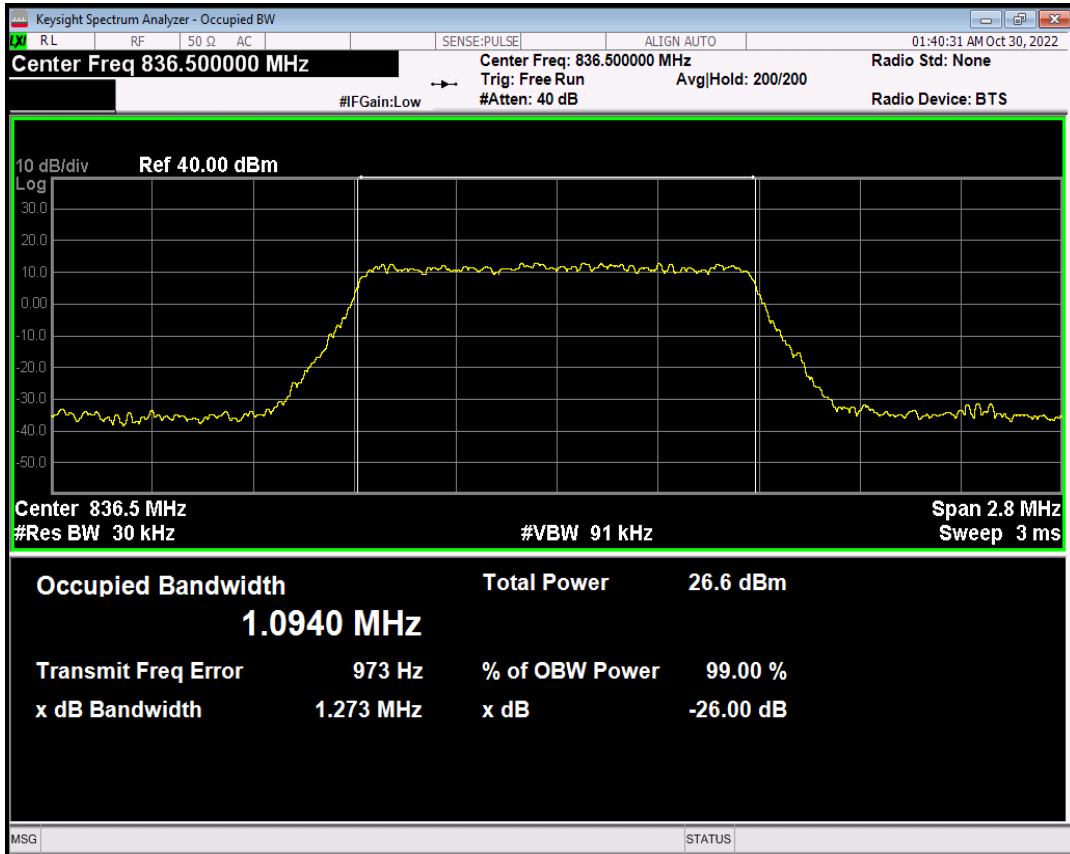 Keysight Spectrum Analyzer - Occupied BW
LXI RL RF 50 Ω AC SENSE:PULSE ALIGN AUTO 01:40:31 AM Oct 30, 2022
Center Freq 836.500000 MHz Center Freq: 836.500000 MHz Radio Std: None
Trig: Free Run Avg|Hold: 200/200
#IFGain:Low #Atten: 40 dB Radio Device: BTS
10 dB/div Ref 40.00 dBm
Log
30.0
20.0
10.0
0.00
-10.0
-20.0
-30.0
-40.0
-50.0
Center 836.5 MHz Span 2.8 MHz
#Res BW 30 kHz #VBW 91 kHz Sweep 3 ms
Occupied Bandwidth Total Power 26.6 dBm
1.0940 MHz
Transmit Freq Error 973 Hz % of OBW Power 99.00 %
x dB Bandwidth 1.273 MHz x dB -26.00 dB
MSG STATUS